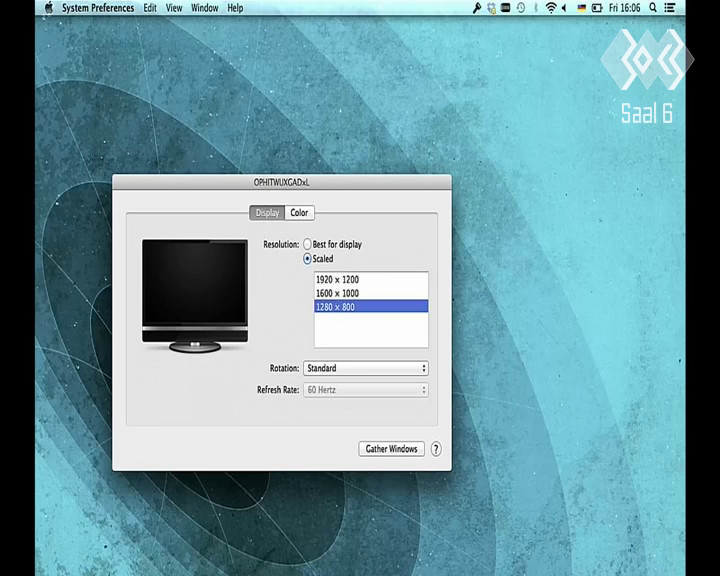 System Preferences Edit View Window Help Fri 16:06
Saal 6
OPHITWUXGADxL
Display Color
Resolution: Best for display
Scaled
1920 × 1200
1600 × 1000
1280 × 800
Rotation: Standard
Refresh Rate: 60 Hertz
Gather Windows ?